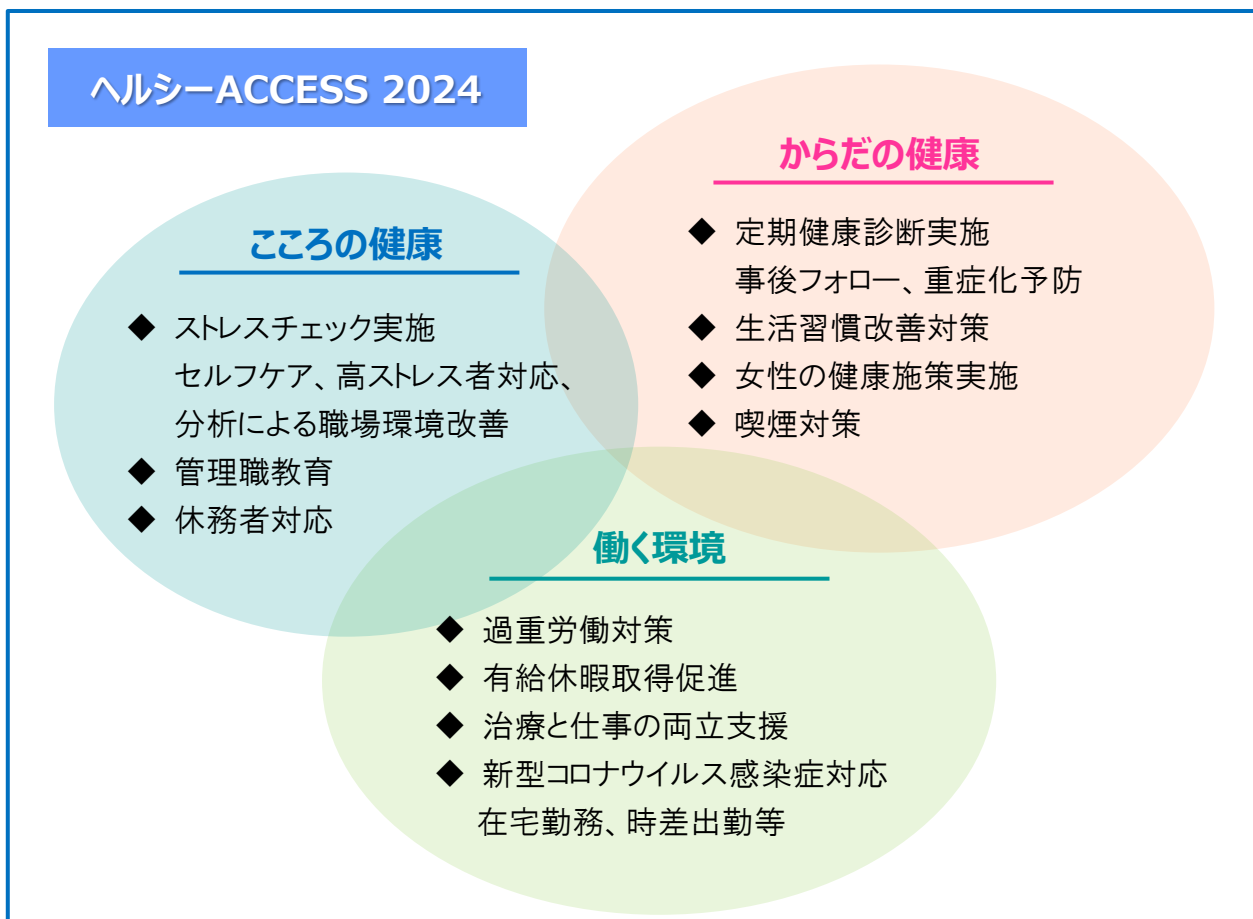 ヘルシーACCESS 2024
こころの健康
◆ ストレスチェック実施
セルフケア、高ストレス者対応、
分析による職場環境改善
◆ 管理職教育
◆ 休務者対応
からだの健康
◆ 定期健康診断実施
事後フォロー、重症化予防
◆ 生活習慣改善対策
◆ 女性の健康施策実施
◆ 喫煙対策
働く環境
◆ 過重労働対策
◆ 有給休暇取得促進
◆ 治療と仕事の両立支援
◆ 新型コロナウイルス感染症対応
在宅勤務、時差出勤等